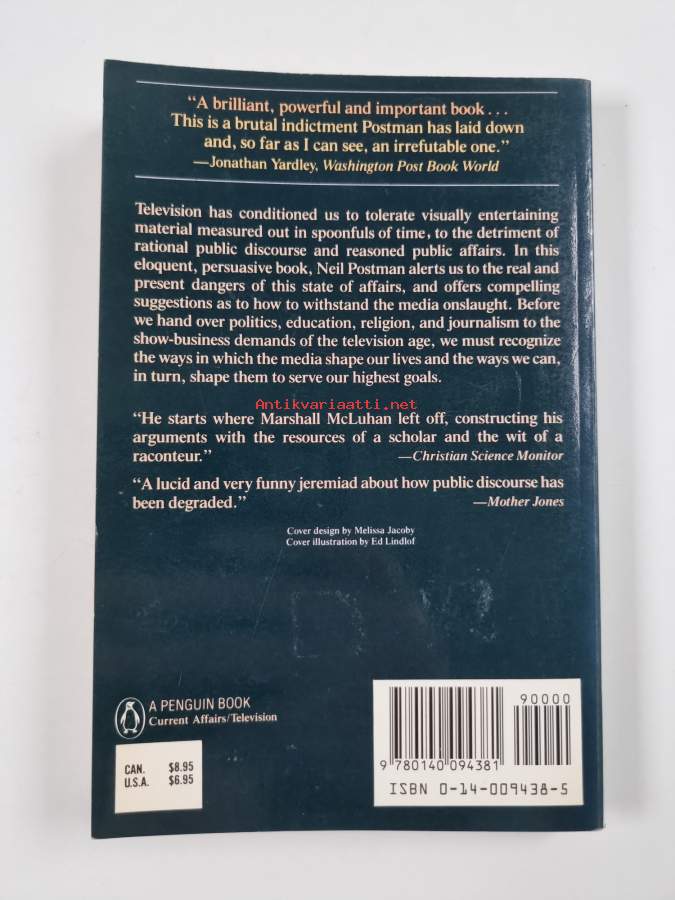 “A brilliant, powerful and important book . . .
This is a brutal indictment Postman has laid down
and, so far as I can see, an irrefutable one.”
—Jonathan Yardley, Washington Post Book World
Television has conditioned us to tolerate visually entertaining
material measured out in spoonfuls of time, to the detriment of
rational public discourse and reasoned public affairs. In this
eloquent, persuasive book, Neil Postman alerts us to the real and
present dangers of this state of affairs, and offers compelling
suggestions as to how to withstand the media onslaught. Before
we hand over politics, education, religion, and journalism to the
show-business demands of the television age, we must recognize
the ways in which the media shape our lives and the ways we can,
in turn, shape them to serve our highest goals.
Antikvariaatti.net
“He starts where Marshall McLuhan left off, constructing his
arguments with the resources of a scholar and the wit of a
raconteur.” —Christian Science Monitor
“A lucid and very funny jeremiad about how public discourse has
been degraded.” —Mother Jones
Cover design by Melissa Jacoby
Cover illustration by Ed Lindlof
A PENGUIN BOOK
Current Affairs/Television
CAN. $8.95
U.S.A. $6.95
90000
9 780140 094381
ISBN 0-14-009438-5